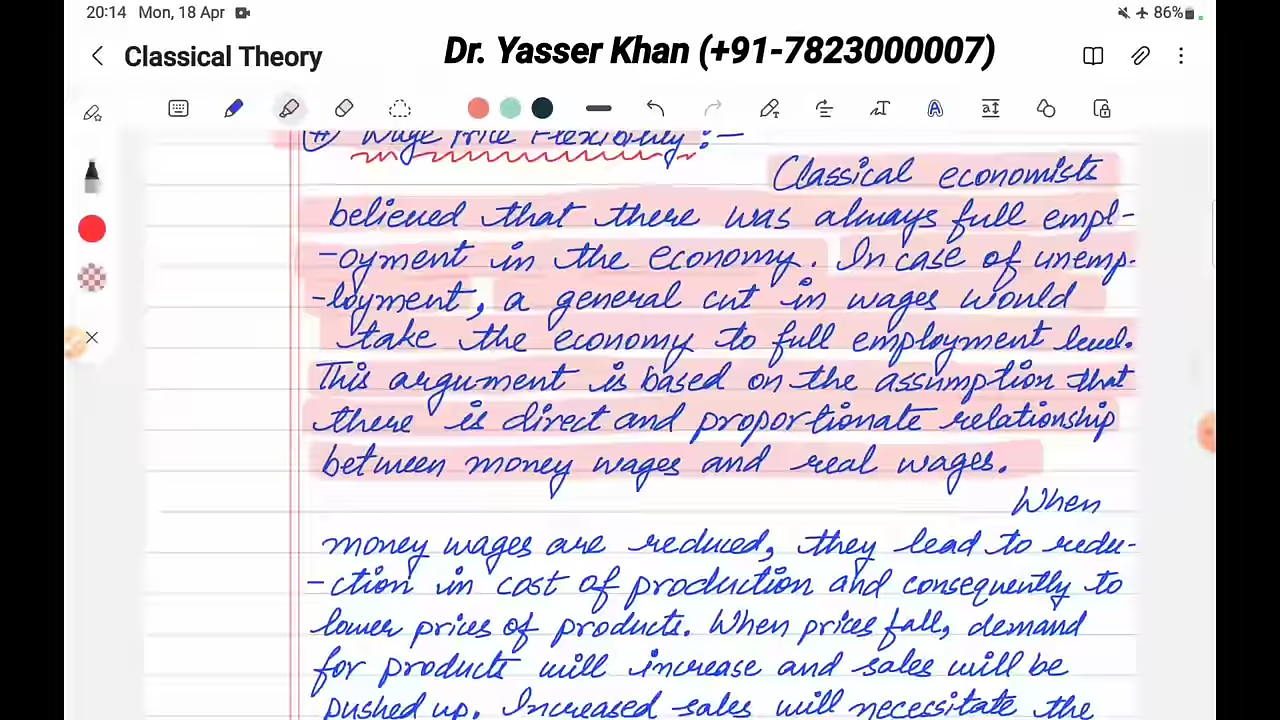 20:14 Mon, 18 Apr
86%
Classical Theory
Dr. Yasser Khan (+91-7823000007)
(#) Wage Price Flexibility :-
Classical economists
believed that there was always full empl-
-oyment in the economy. In case of unemp-
-loyment, a general cut in wages would
take the economy to full employment level.
This argument is based on the assumption that
there is direct and proportionate relationship
between money wages and real wages.
When
money wages are reduced, they lead to redu-
-ction in cost of production and consequently to
lower prices of products. When prices fall, demand
for products will increase and sales will be
pushed up. Increased sales will necessitate the